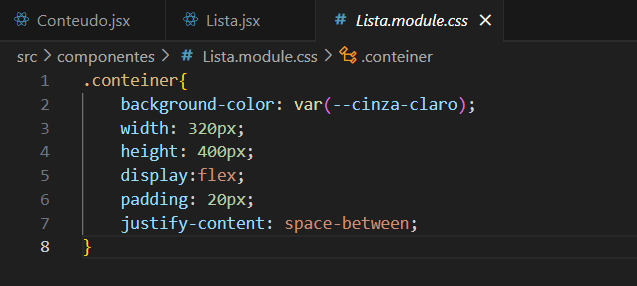 Conteudo.jsx Lista.jsx # Lista.module.css ×
src > componentes > # Lista.module.css > .conteiner
1 .conteiner{
2 background-color: var(--cinza-claro);
3 width: 320px;
4 height: 400px;
5 display:flex;
6 padding: 20px;
7 justify-content: space-between;
8 }